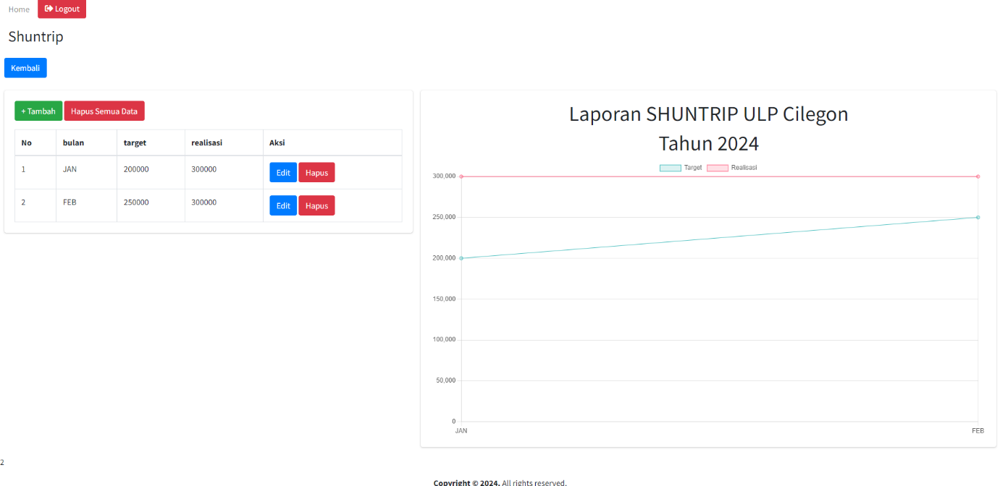 Home Logout
Shuntrip
Kembali
+ Tambah Hapus Semua Data
No bulan target realisasi Aksi
1 JAN 200000 300000 Edit Hapus
2 FEB 250000 300000 Edit Hapus
Laporan SHUNTRIP ULP Cilegon
Tahun 2024
Target Realisasi
300,000
250,000
200,000
150,000
100,000
50,000
0
JAN FEB
2
Copyright © 2024. All rights reserved.